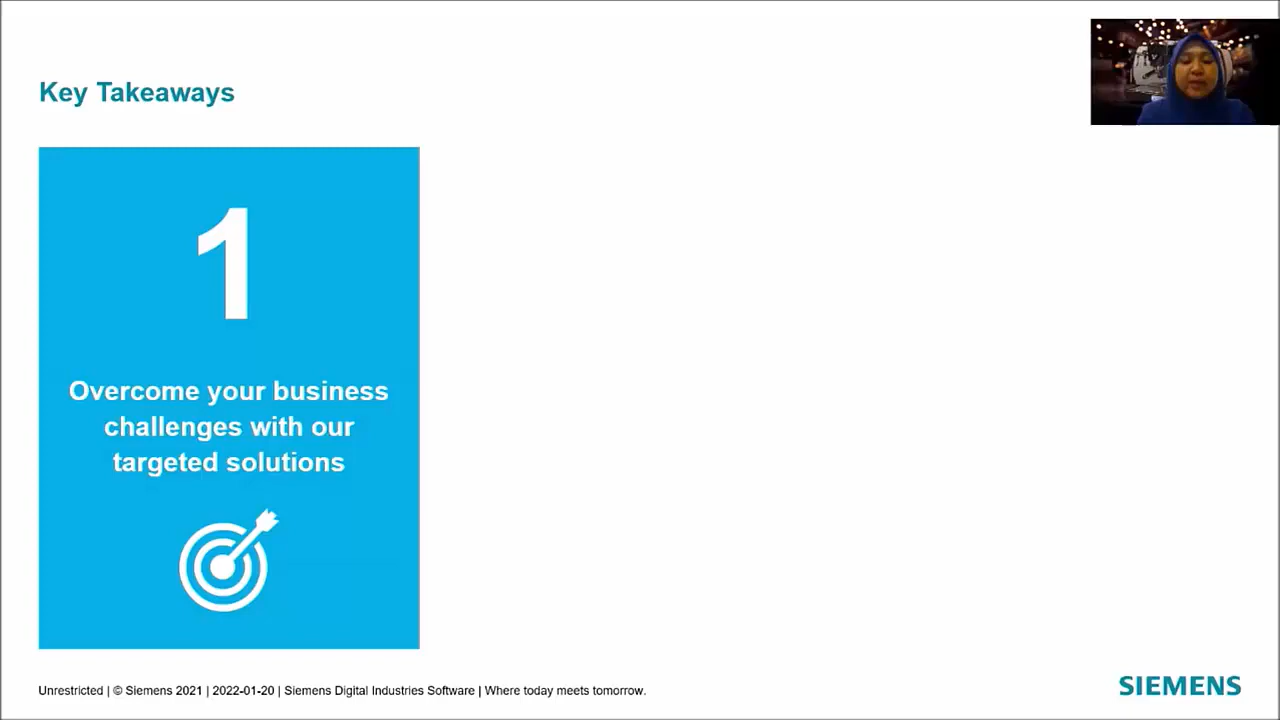 Key Takeaways
1
Overcome your business
challenges with our
targeted solutions
Unrestricted | © Siemens 2021 | 2022-01-20 | Siemens Digital Industries Software | Where today meets tomorrow.
SIEMENS